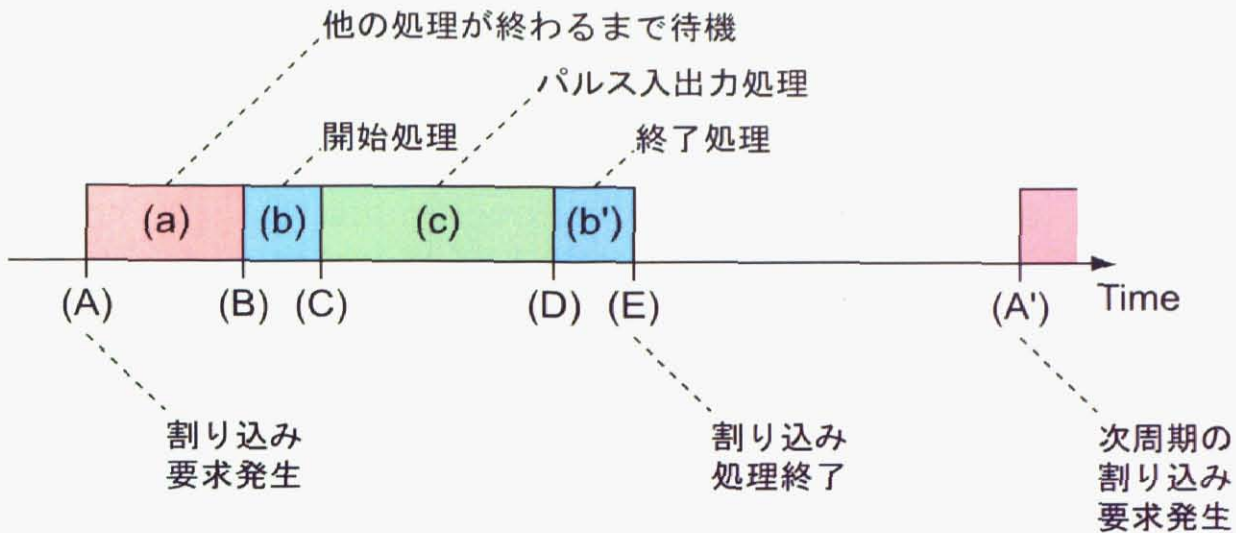 他の処理が終わるまで待機
パルス入出力処理
開始処理
終了処理
(a)
(b)
(c)
(b')
(A)
(B)
(C)
(D)
(E)
(A')
Time
割り込み
要求発生
割り込み
処理終了
次周期の
割り込み
要求発生